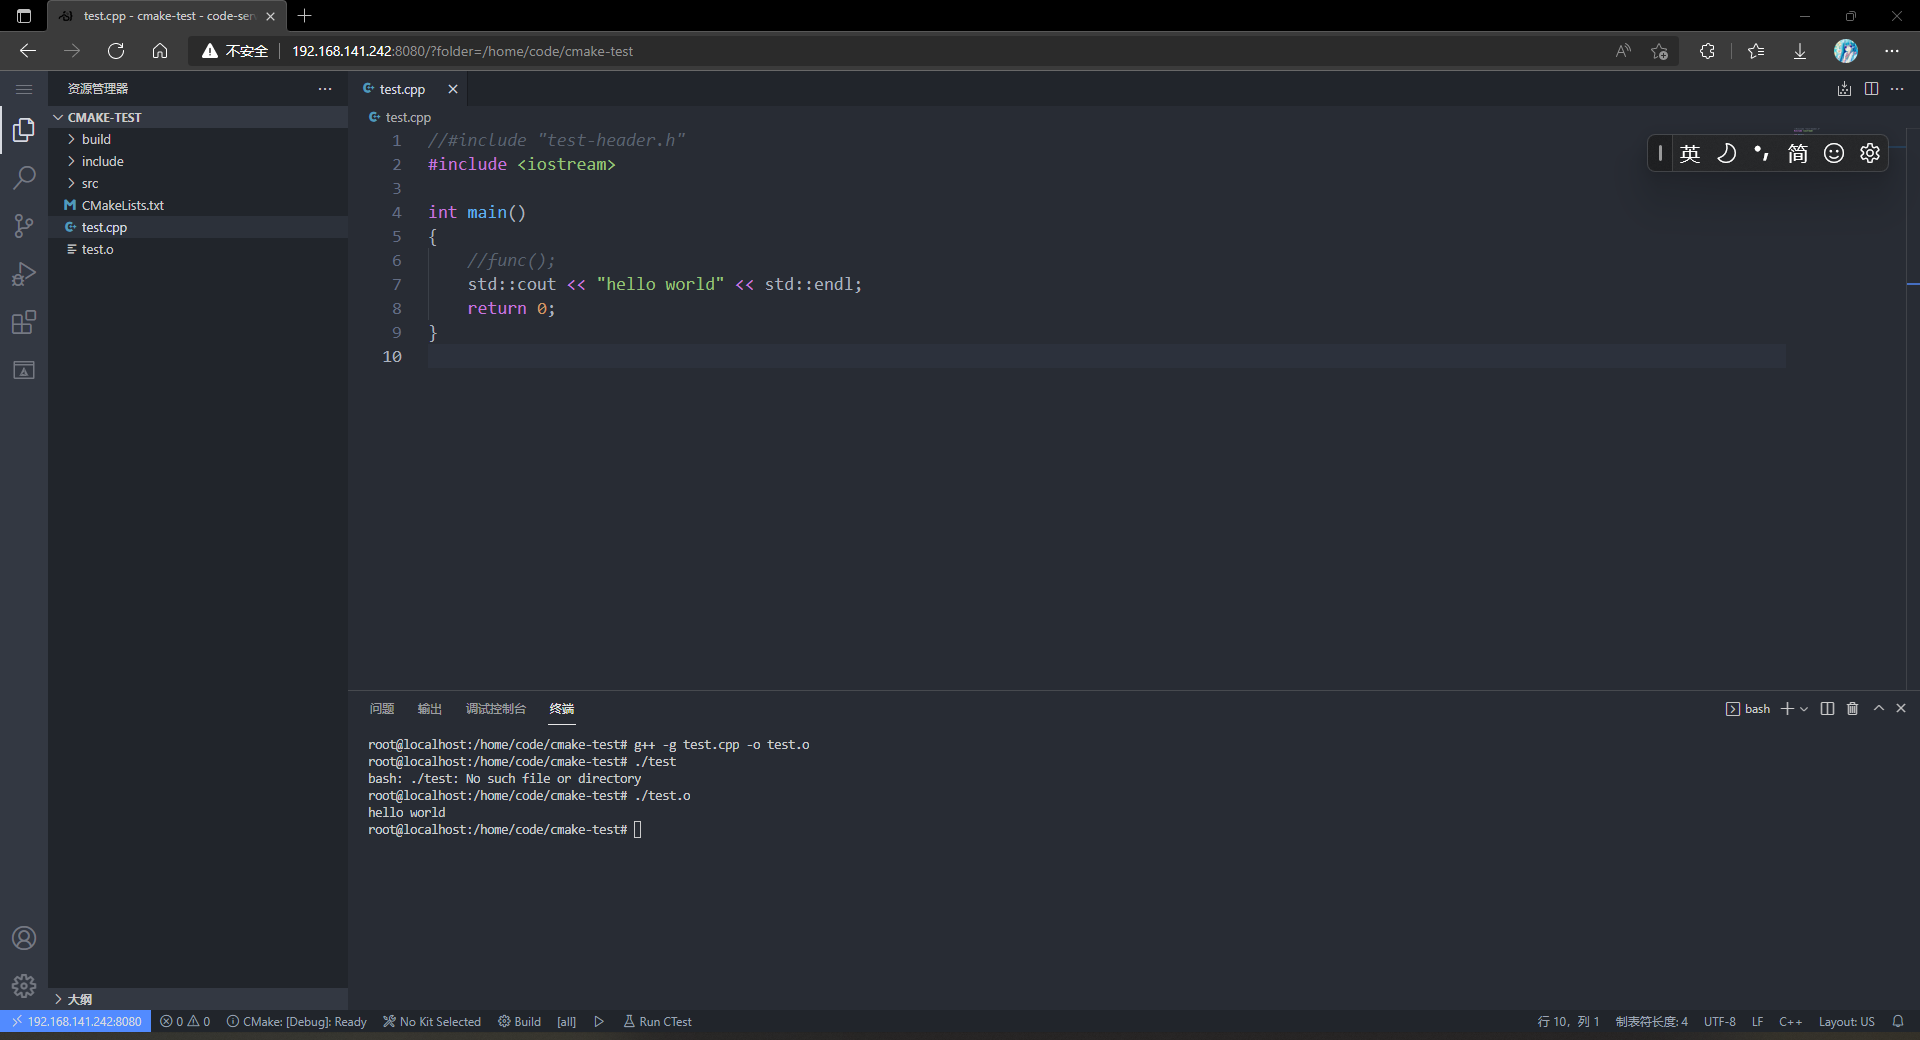 test.cpp - cmake-test - code-ser
不安全
192.168.141.242:8080/?folder=/home/code/cmake-test
资源管理器
test.cpp
CMAKE-TEST
build
include
src
CMakeLists.txt
test.cpp
test.o
大纲
test.cpp
1 //#include "test-header.h"
2 #include <iostream>
3
4 int main()
5 {
6 //func();
7 std::cout << "hello world" << std::endl;
8 return 0;
9 }
10
英 简
问题 输出 调试控制台 终端
bash
root@localhost:/home/code/cmake-test# g++ -g test.cpp -o test.o
root@localhost:/home/code/cmake-test# ./test
bash: ./test: No such file or directory
root@localhost:/home/code/cmake-test# ./test.o
hello world
root@localhost:/home/code/cmake-test#
192.168.141.242:8080 0 0 CMake: [Debug]: Ready No Kit Selected Build [all] Run CTest 行 10，列 1 制表符长度: 4 UTF-8 LF C++ Layout: US